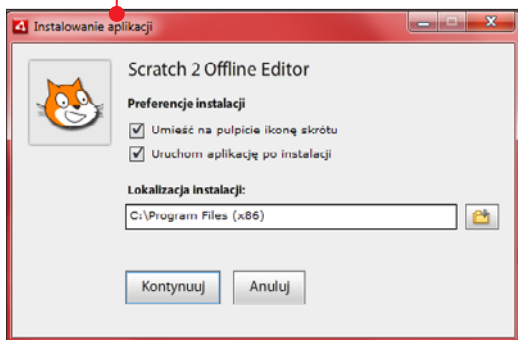 Instalowanie aplikacji
Scratch 2 Offline Editor
Preferencje instalacji
Umieść na pulpicie ikonę skrótu
Uruchom aplikację po instalacji
Lokalizacja instalacji:
C:\Program Files (x86)
Kontynuuj Anuluj